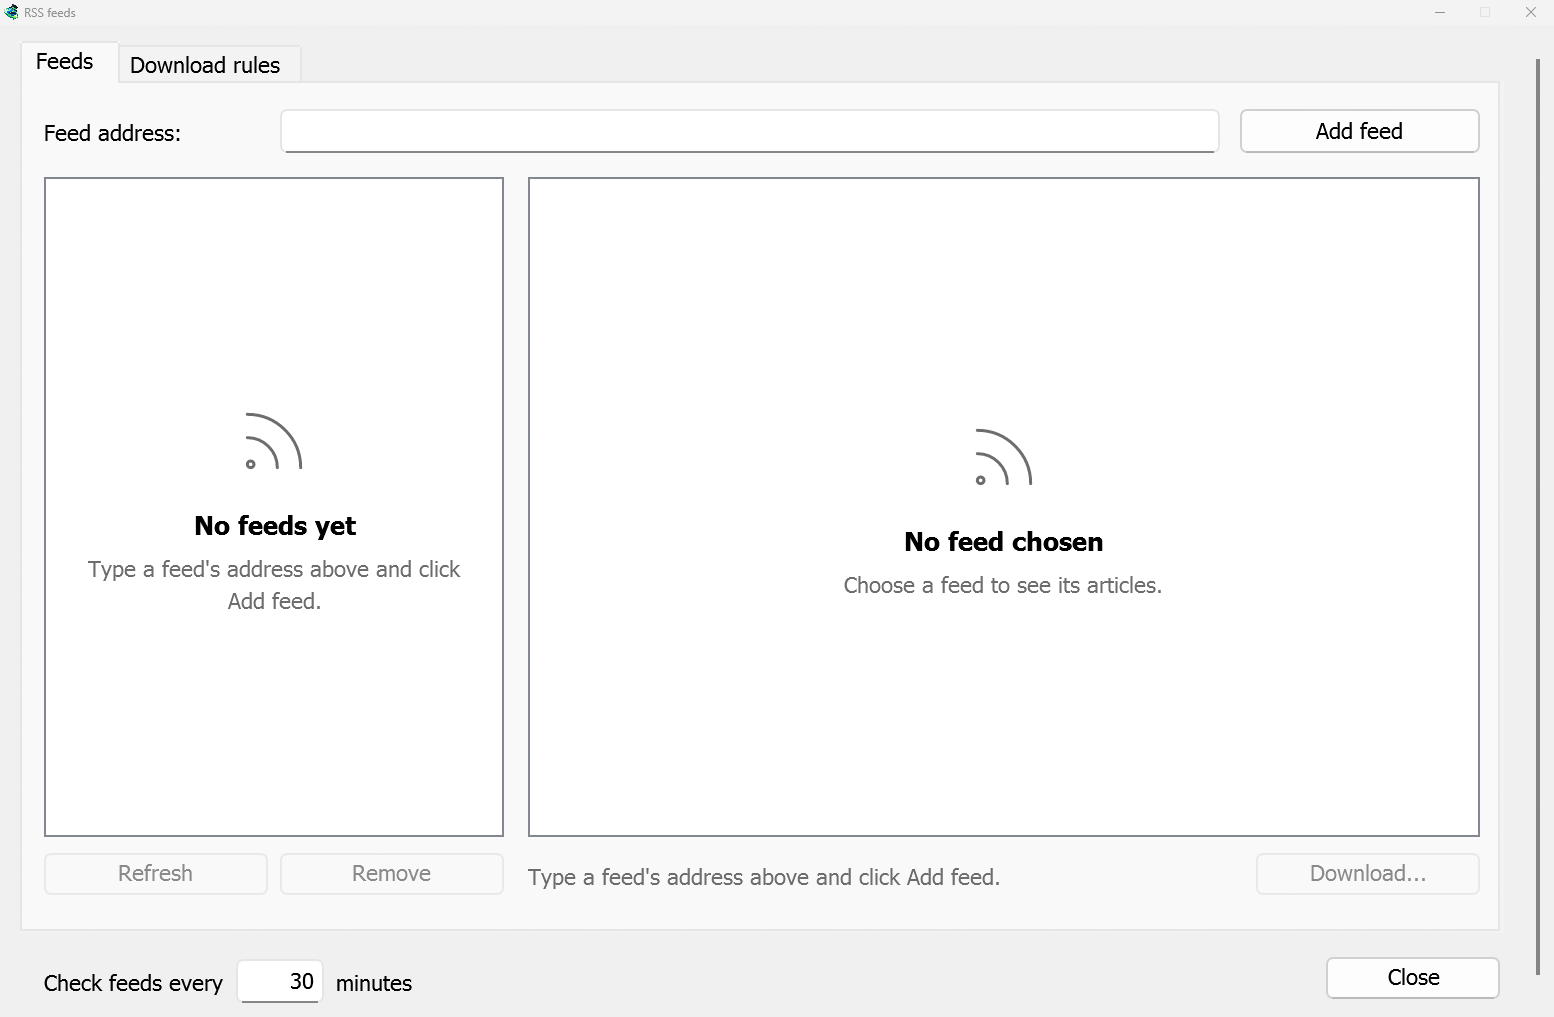 RSS feeds
Feeds
Download rules
Feed address:
Add feed
No feeds yet
Type a feed's address above and click
Add feed.
No feed chosen
Choose a feed to see its articles.
Refresh
Remove
Type a feed's address above and click Add feed.
Download...
Check feeds every 30 minutes
Close